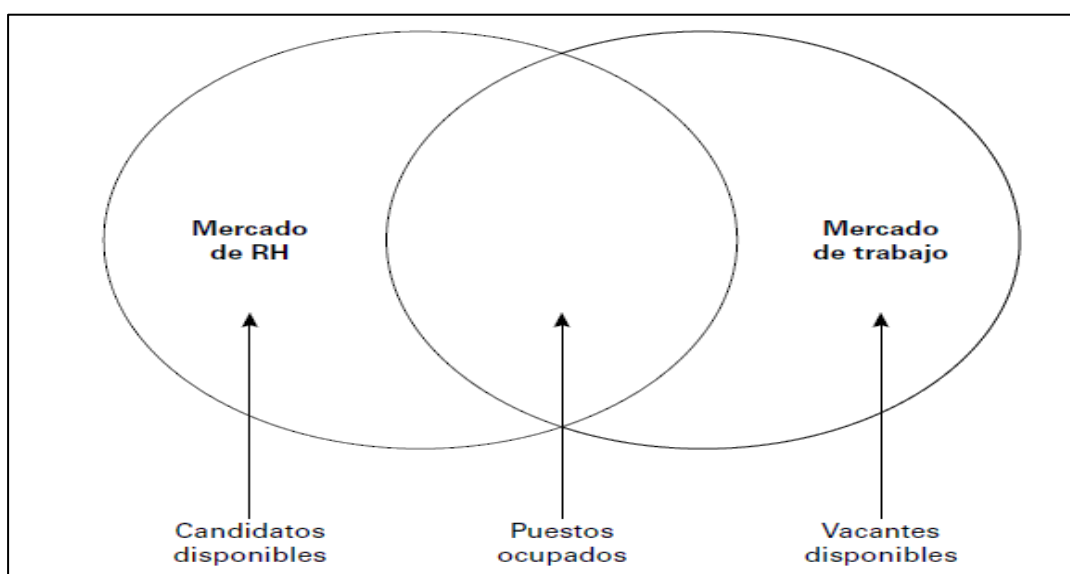 Mercado
de RH
Mercado
de trabajo
Candidatos
disponibles
Puestos
ocupados
Vacantes
disponibles